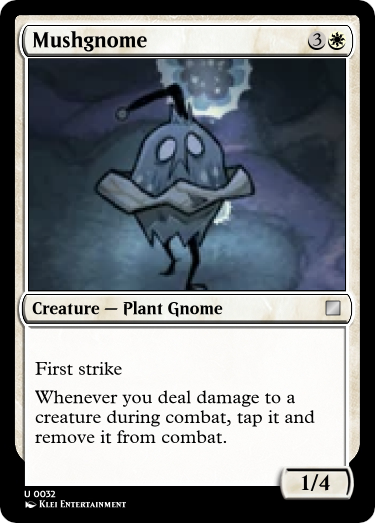 Mushgnome 3
Creature — Plant Gnome
First strike
Whenever you deal damage to a
creature during combat, tap it and
remove it from combat.
1/4
U 0032
Klei Entertainment